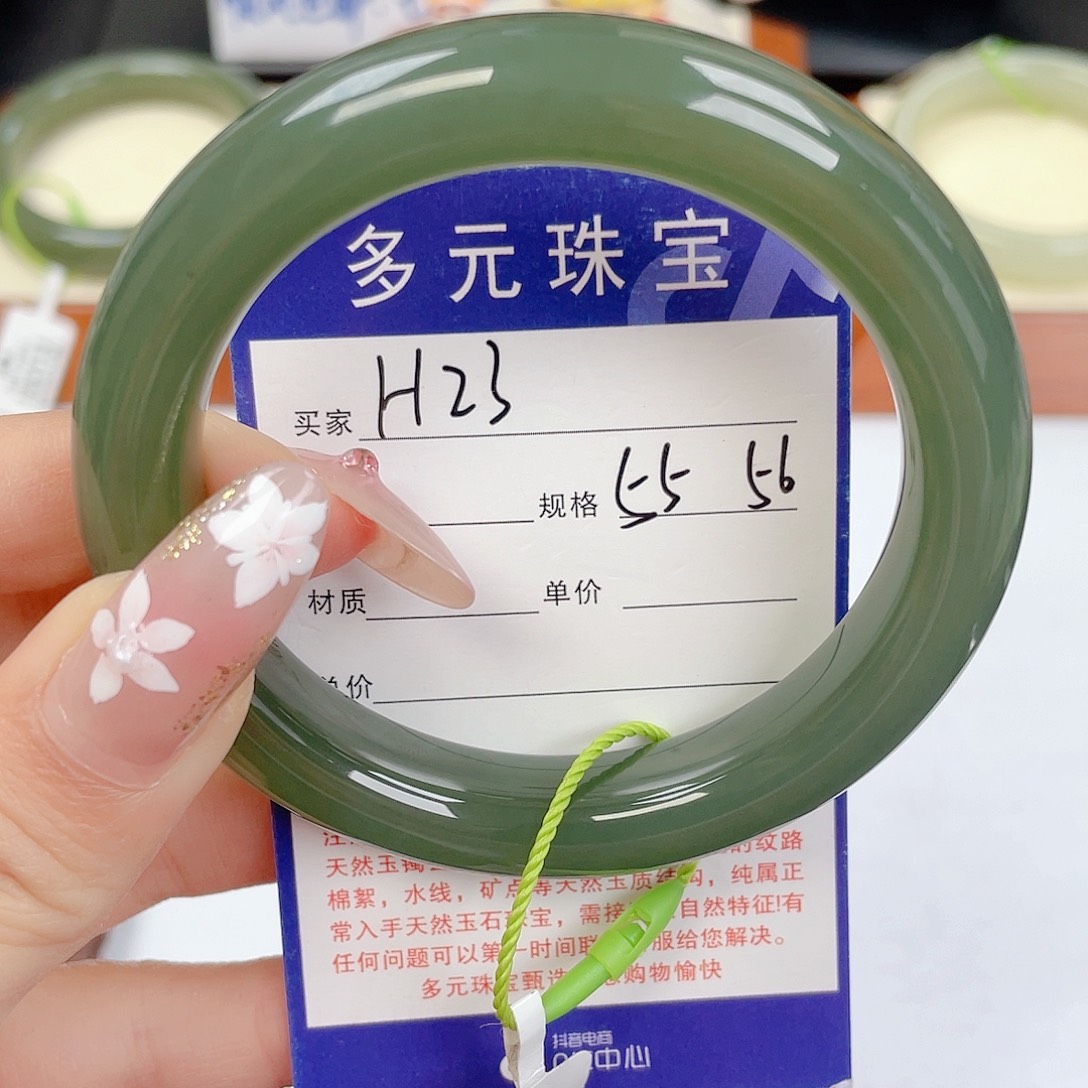 多元珠宝
买家 H23
规格 55 56
材质 单价
单价
天然玉
棉絮，水线，矿点等天然玉质结构，纯属正
常入手天然玉石珠宝，需接 自然特征!有
任何问题可以第一时间联 服给您解决。
多元珠宝甄选 购物愉快
抖音电商
中心